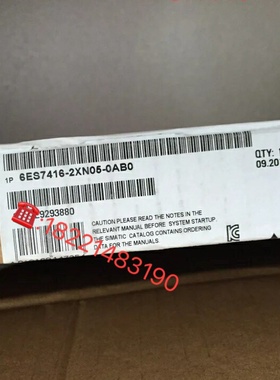 1P 6ES7416-2XN05-0AB0
9293880
QTY:
09.20
CAUTION:PLEASE READ THE NOTES IN THE
RELEVANT MANUAL BEFORE SYSTEM STARTUP
THE SIMATIC CATALOG CONTAINS ORDERING
DATA FOR THE MANUALS
☎:18221483190